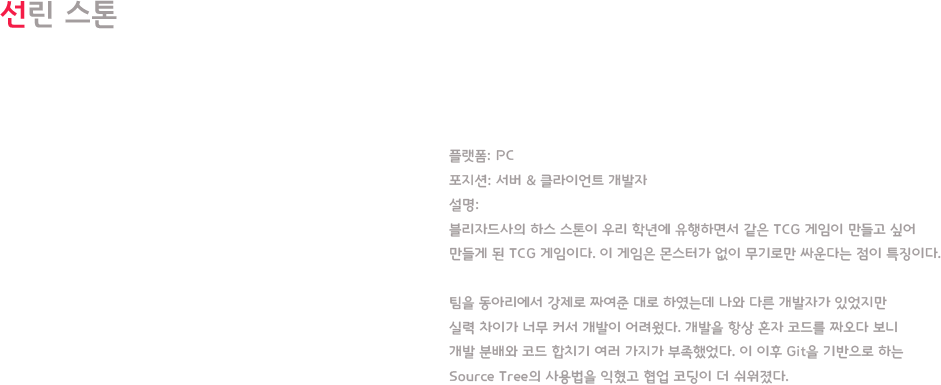 선린 스톤
플랫폼: PC
포지션: 서버 & 클라이언트 개발자
설명:
블리자드사의 하스 스톤이 우리 학년에 유행하면서 같은 TCG 게임이 만들고 싶어
만들게 된 TCG 게임이다. 이 게임은 몬스터가 없이 무기로만 싸운다는 점이 특징이다.
팀을 동아리에서 강제로 짜여준 대로 하였는데 나와 다른 개발자가 있었지만
실력 차이가 너무 커서 개발이 어려웠다. 개발을 항상 혼자 코드를 짜오다 보니
개발 분배와 코드 합치기 여러 가지가 부족했었다. 이 이후 Git을 기반으로 하는
Source Tree의 사용법을 익혔고 협업 코딩이 더 쉬워졌다.